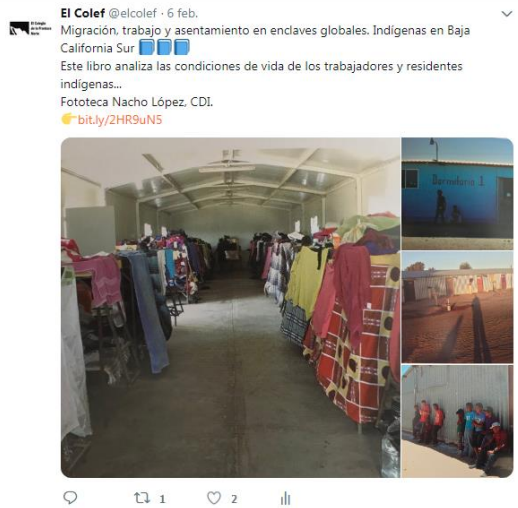 El Colef @elcolef · 6 feb.
Migración, trabajo y asentamiento en enclaves globales. Indígenas en Baja
California Sur 📘📘📘
Este libro analiza las condiciones de vida de los trabajadores y residentes
indígenas...
Fototeca Nacho López, CDI.
👉bit.ly/2HR9uN5
Dormitorio 1
1 2